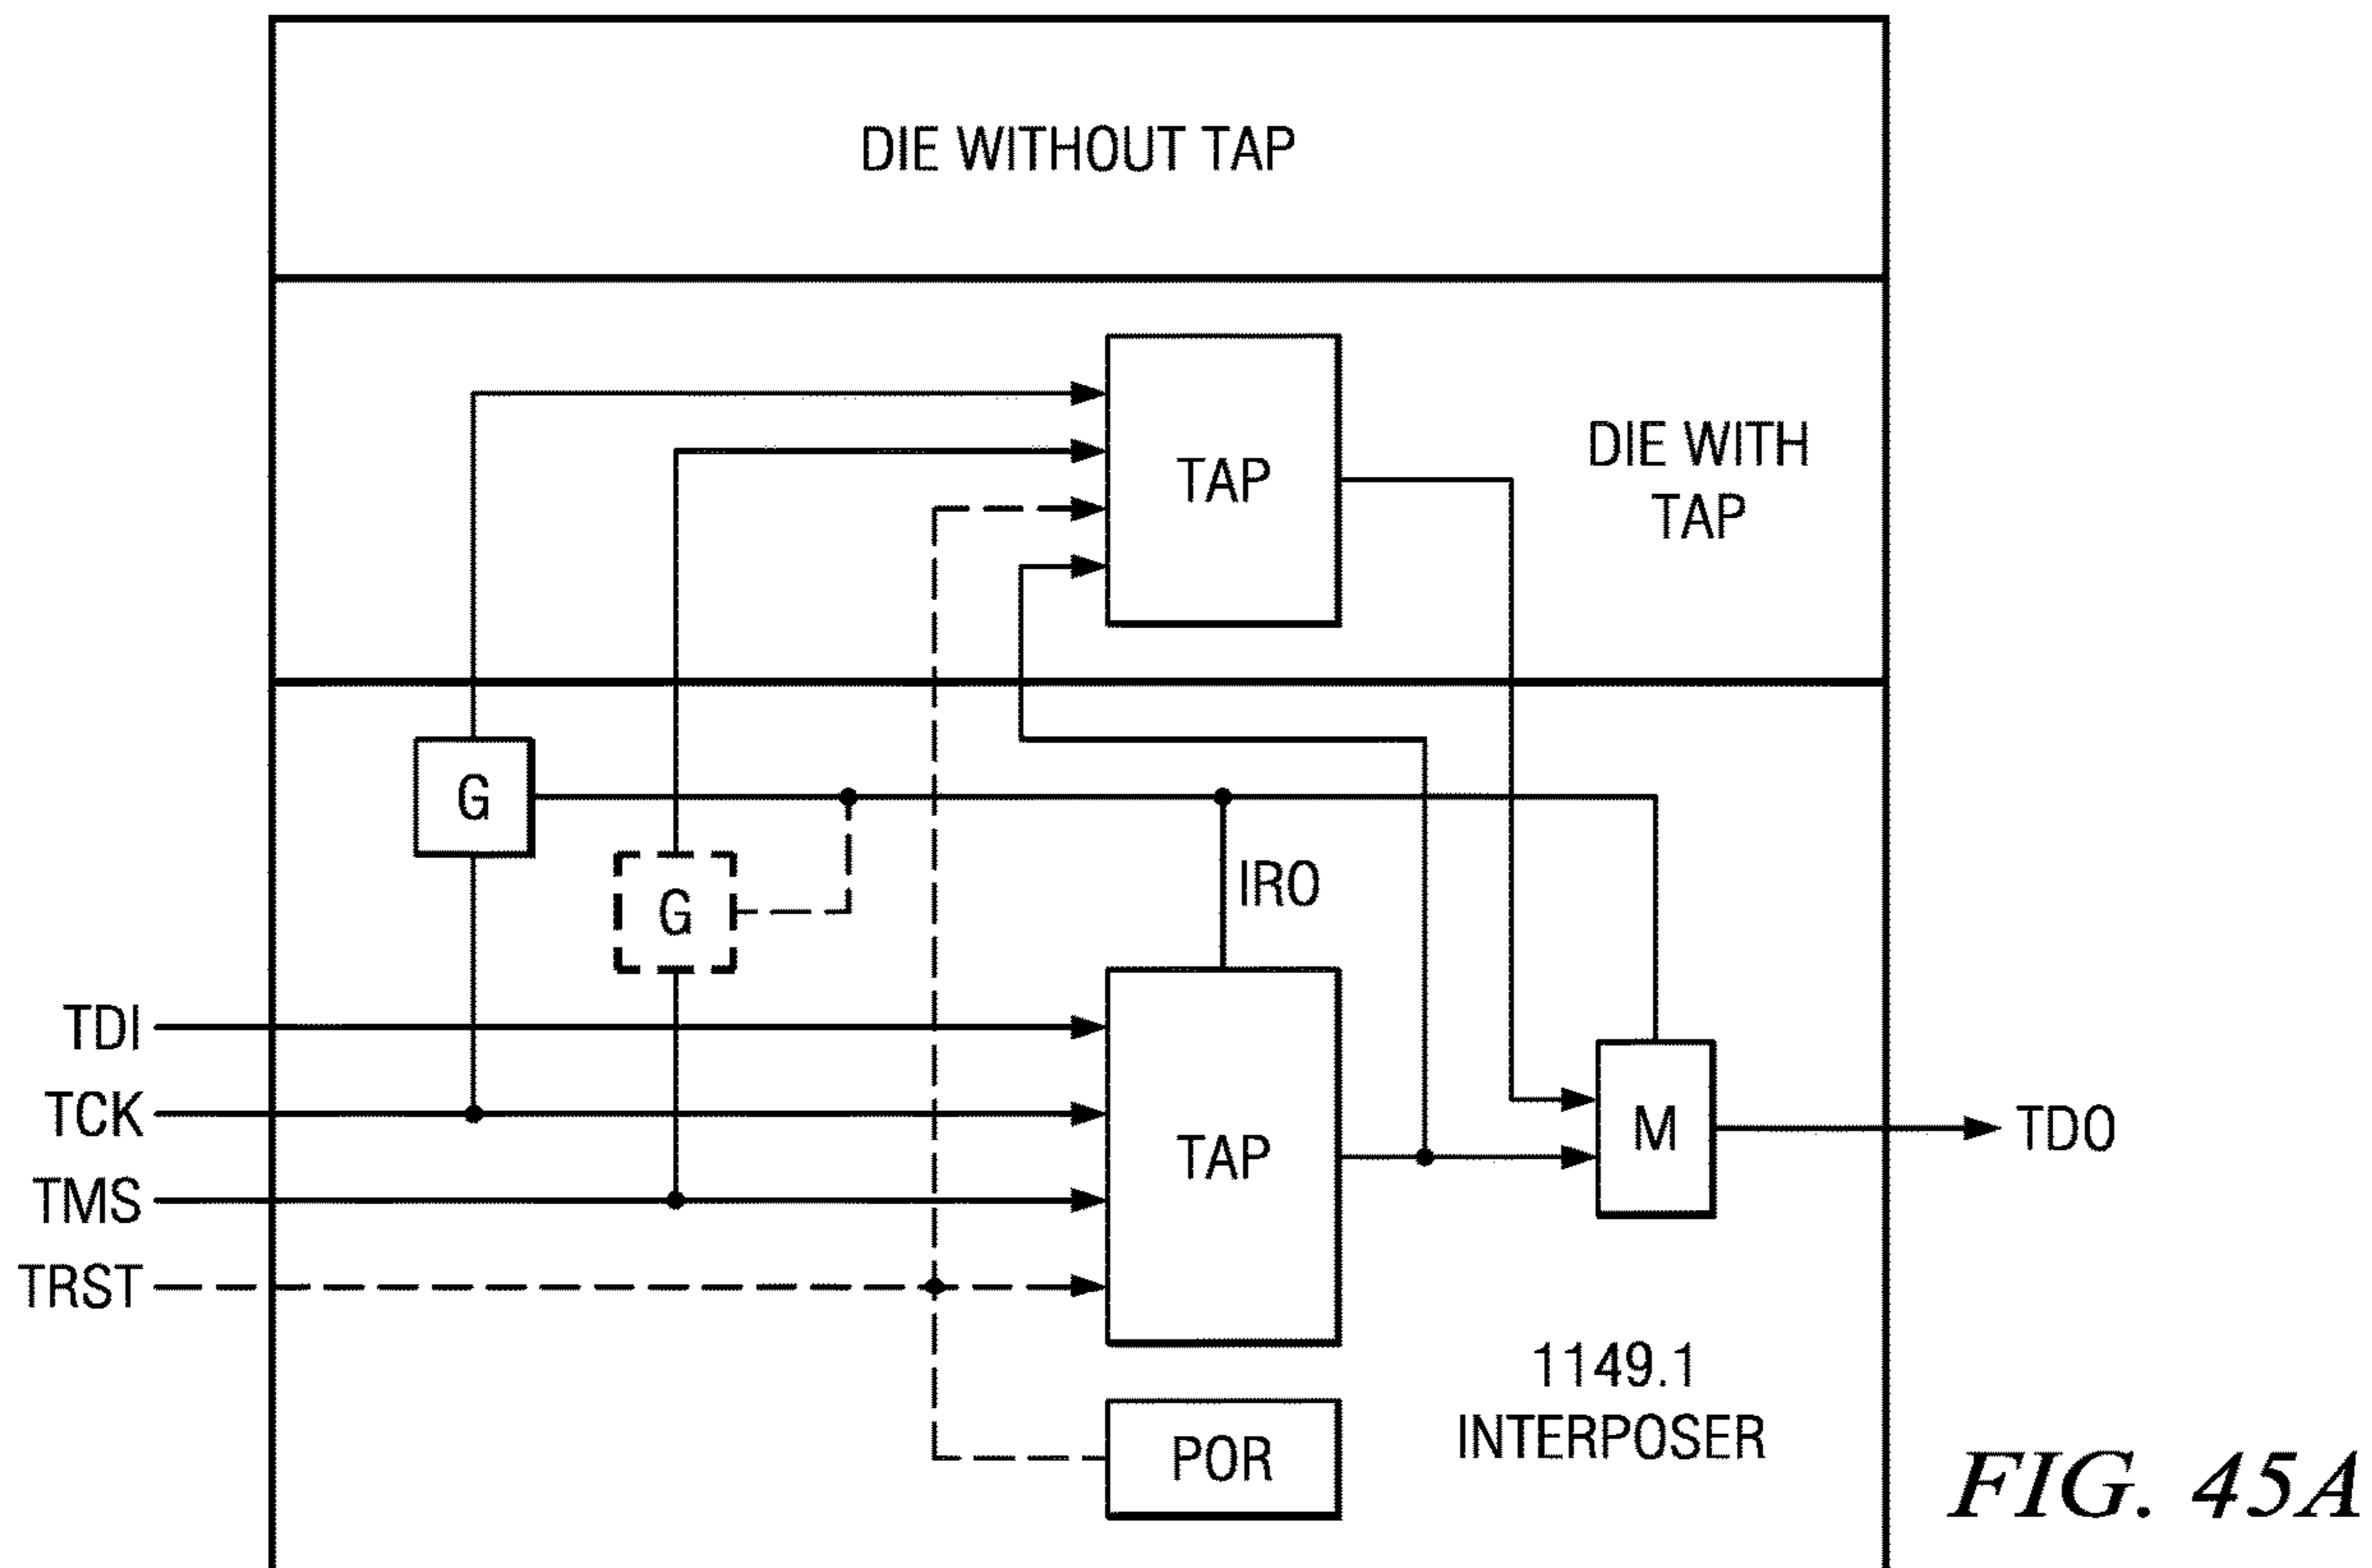 DIE WITHOUT TAP
TAP
DIE WITH
TAP
G
G
IRO
TDI
TCK
TMS
TRST
TAP
M
TDO
POR
1149.1
INTERPOSER
FIG. 45A